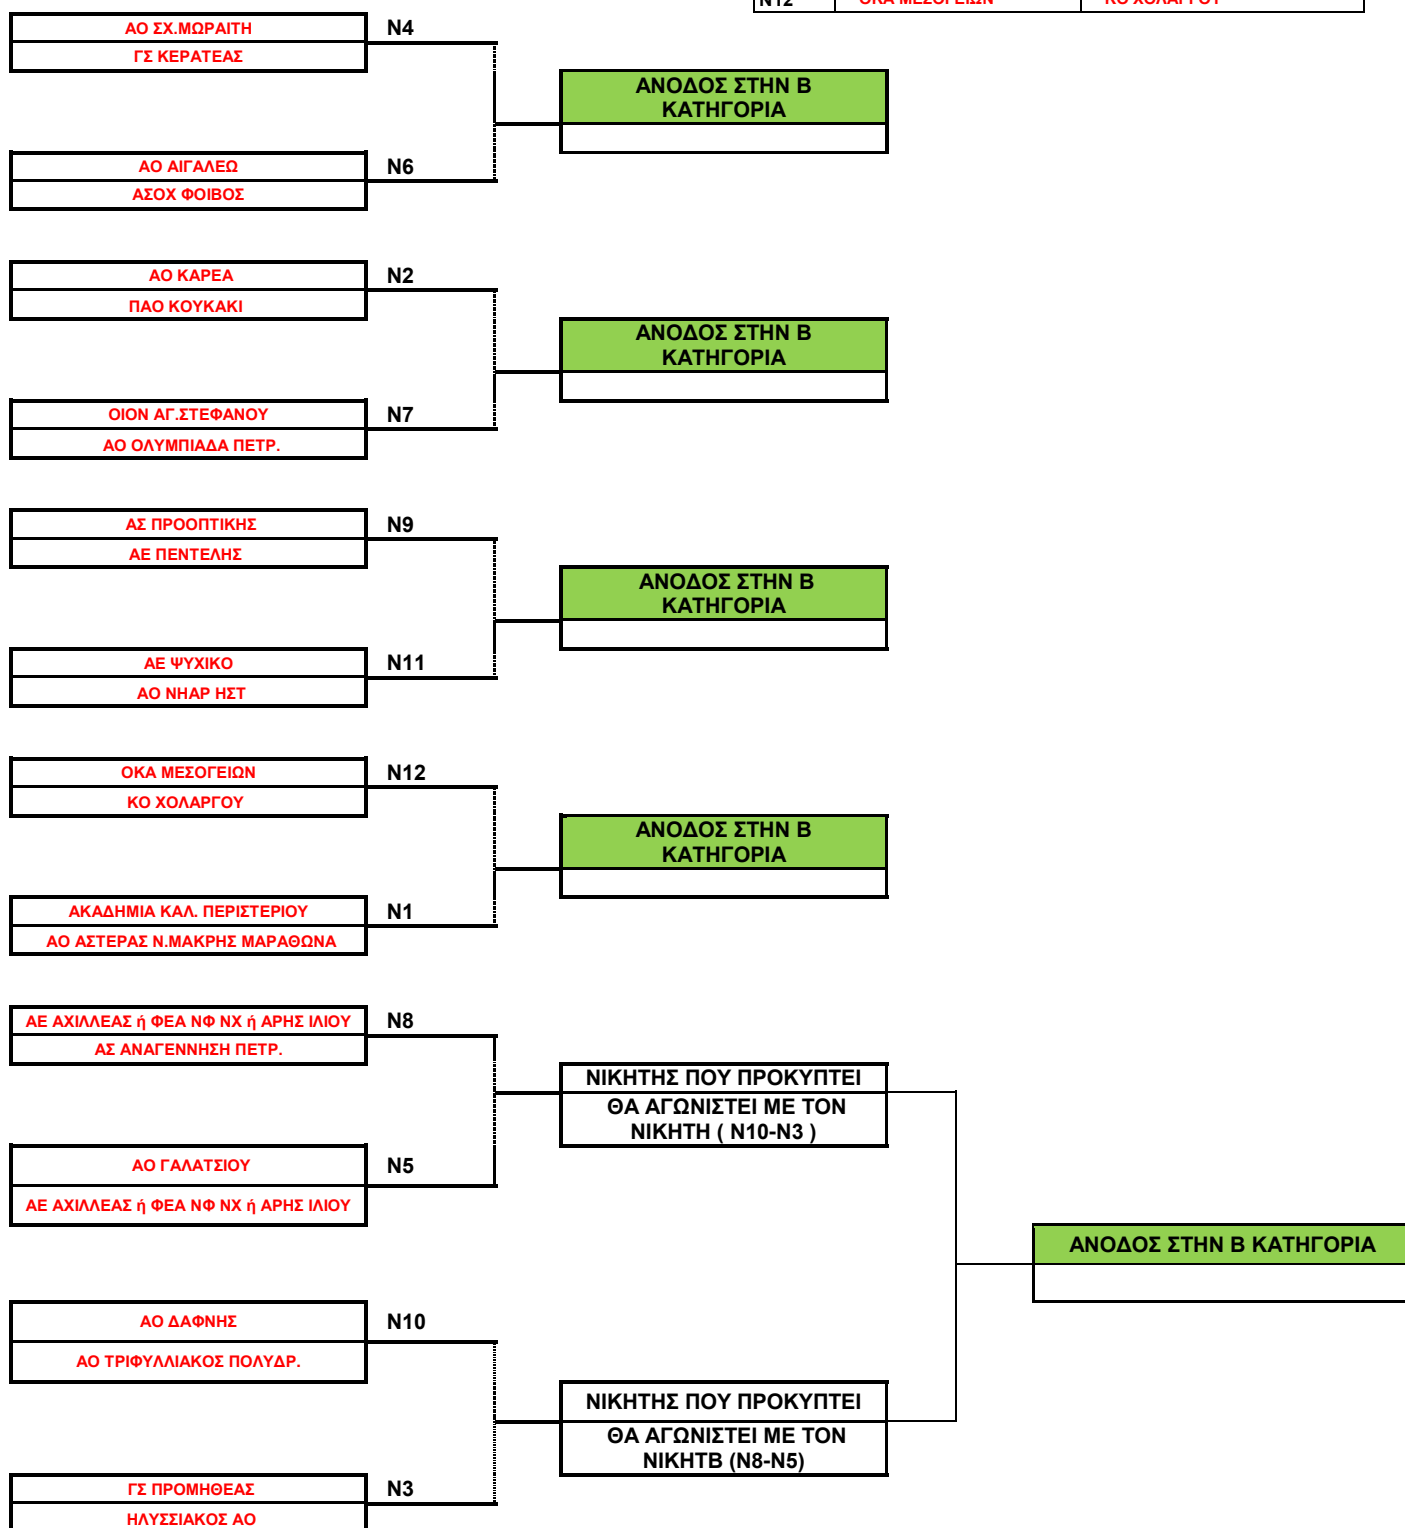 N12 ΟΚΑ ΜΕΣΟΓΕΙΩΝ ΚΟ ΧΟΛΑΡΓΟΥ
ΑΟ ΣΧ.ΜΩΡΑΙΤΗ N4
ΓΣ ΚΕΡΑΤΕΑΣ
ΑΝΟΔΟΣ ΣΤΗΝ Β
ΚΑΤΗΓΟΡΙΑ
ΑΟ ΑΙΓΑΛΕΩ N6
ΑΣΟΧ ΦΟΙΒΟΣ
ΑΟ ΚΑΡΕΑ N2
ΠΑΟ ΚΟΥΚΑΚΙ
ΑΝΟΔΟΣ ΣΤΗΝ Β
ΚΑΤΗΓΟΡΙΑ
ΟΙΟΝ ΑΓ.ΣΤΕΦΑΝΟΥ N7
ΑΟ ΟΛΥΜΠΙΑΔΑ ΠΕΤΡ.
ΑΣ ΠΡΟΟΠΤΙΚΗΣ N9
ΑΕ ΠΕΝΤΕΛΗΣ
ΑΝΟΔΟΣ ΣΤΗΝ Β
ΚΑΤΗΓΟΡΙΑ
ΑΕ ΨΥΧΙΚΟ N11
ΑΟ ΝΗΑΡ ΗΣΤ
ΟΚΑ ΜΕΣΟΓΕΙΩΝ N12
ΚΟ ΧΟΛΑΡΓΟΥ
ΑΝΟΔΟΣ ΣΤΗΝ Β
ΚΑΤΗΓΟΡΙΑ
ΑΚΑΔΗΜΙΑ ΚΑΛ. ΠΕΡΙΣΤΕΡΙΟΥ N1
ΑΟ ΑΣΤΕΡΑΣ Ν.ΜΑΚΡΗΣ ΜΑΡΑΘΩΝΑ
ΑΕ ΑΧΙΛΛΕΑΣ ή ΦΕΑ ΝΦ ΝΧ ή ΑΡΗΣ ΙΛΙΟΥ N8
ΑΣ ΑΝΑΓΕΝΝΗΣΗ ΠΕΤΡ.
ΝΙΚΗΤΗΣ ΠΟΥ ΠΡΟΚΥΠΤΕΙ
ΘΑ ΑΓΩΝΙΣΤΕΙ ΜΕ ΤΟΝ
ΝΙΚΗΤΗ ( N10-N3 )
ΑΟ ΓΑΛΑΤΣΙΟΥ N5
ΑΕ ΑΧΙΛΛΕΑΣ ή ΦΕΑ ΝΦ ΝΧ ή ΑΡΗΣ ΙΛΙΟΥ
ΑΝΟΔΟΣ ΣΤΗΝ Β ΚΑΤΗΓΟΡΙΑ
ΑΟ ΔΑΦΝΗΣ N10
ΑΟ ΤΡΙΦΥΛΛΙΑΚΟΣ ΠΟΛΥΔΡ.
ΝΙΚΗΤΗΣ ΠΟΥ ΠΡΟΚΥΠΤΕΙ
ΘΑ ΑΓΩΝΙΣΤΕΙ ΜΕ ΤΟΝ
ΝΙΚΗΤΒ (N8-N5)
ΓΣ ΠΡΟΜΗΘΕΑΣ N3
ΗΛΥΣΣΙΑΚΟΣ ΑΟ